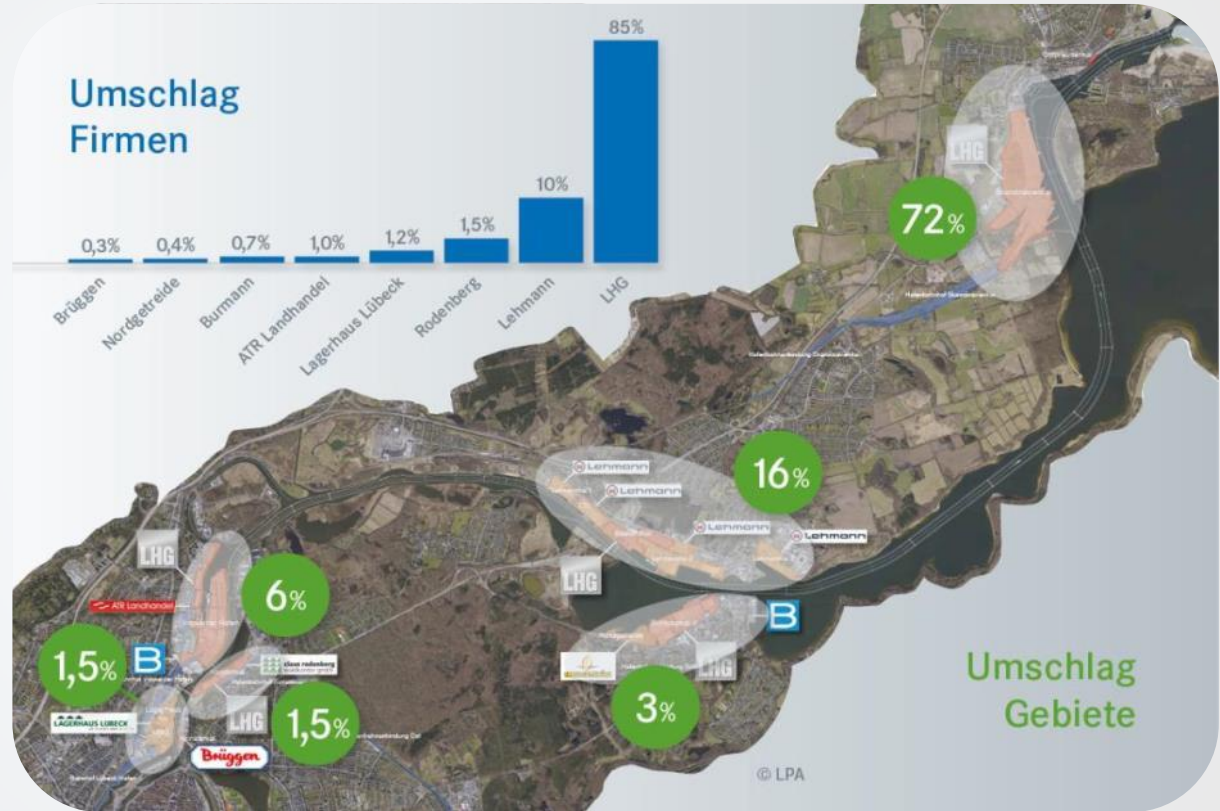 Umschlag
Firmen
0,3%
0,4%
0,7%
1,0%
1,2%
1,5%
10%
85%
Brüggen
Nordgetreide
Burmann
ATR Landhandel
Lagerhaus Lübeck
Rodenberg
Lehmann
LHG
LHG
72%
16%
Lehmann
Lehmann
Lehmann
Lehmann
LHG
LHG
6%
ATR Landhandel
B
B
claus rodenberg
1,5%
LAGERHAUS LÜBECK
LHG
1,5%
Brüggen
LHG
3%
Umschlag
Gebiete
© LPA